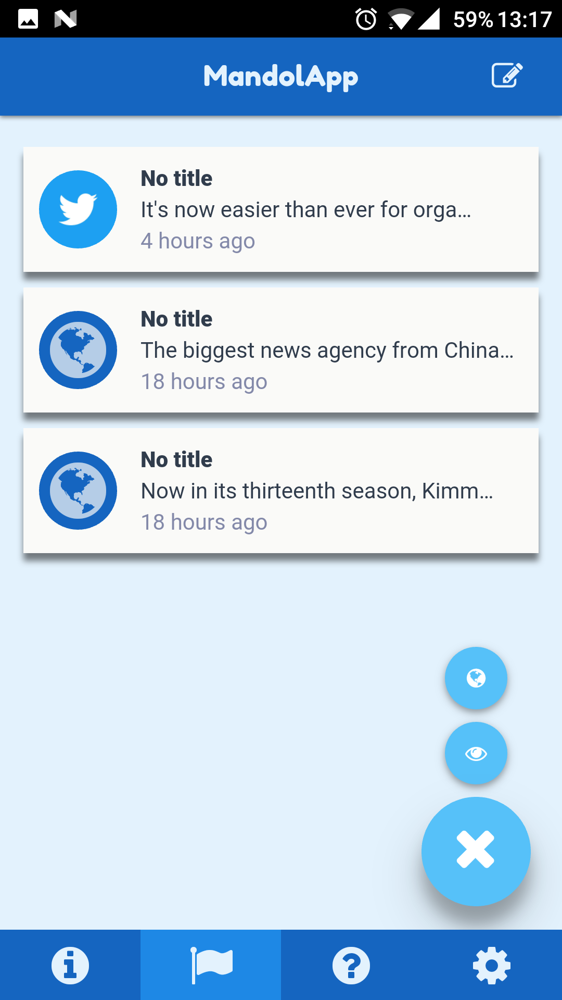 59% 13:17
MandolApp
No title
It's now easier than ever for orga...
4 hours ago
No title
The biggest news agency from China...
18 hours ago
No title
Now in its thirteenth season, Kimm...
18 hours ago